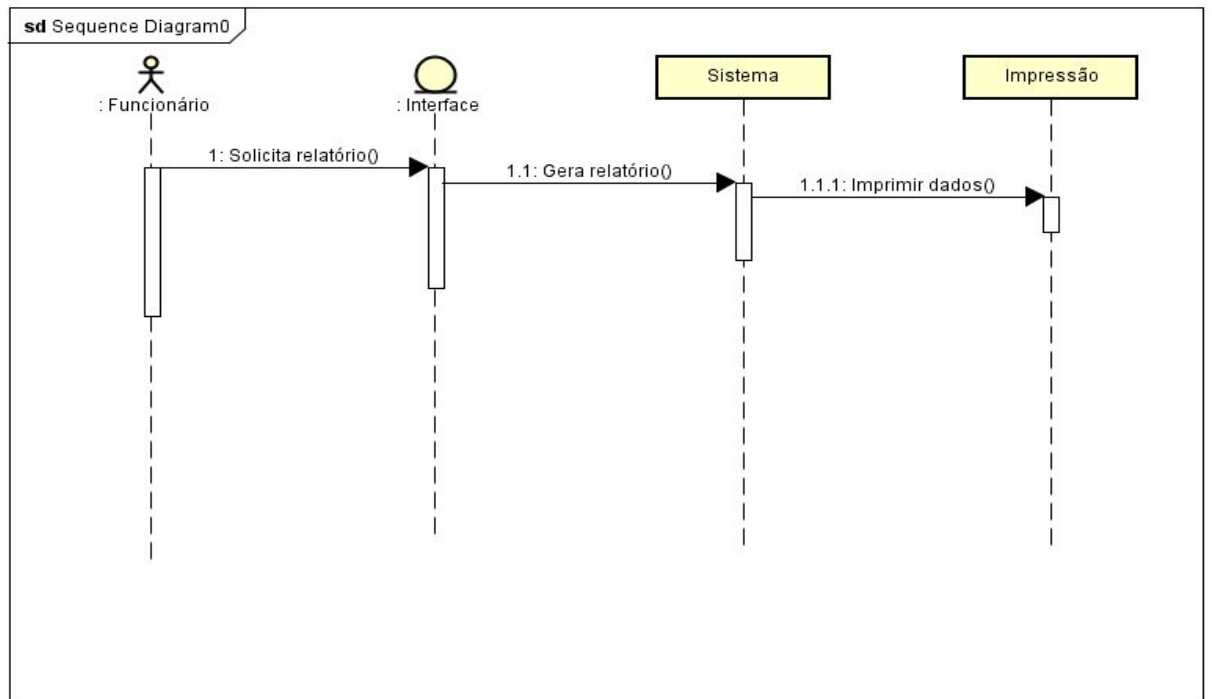 sd Sequence Diagram0
: Funcionário
: Interface
Sistema
Impressão
1: Solicita relatório()
1.1: Gera relatório()
1.1.1: Imprimir dados()